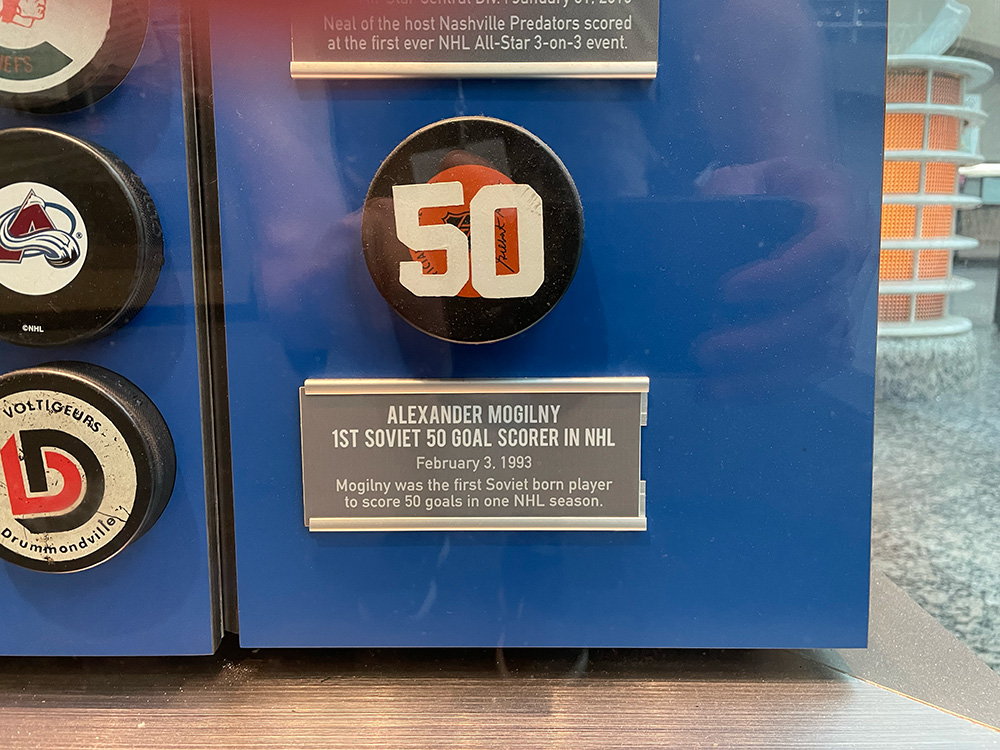 Neal of the host Nashville Predators scored
at the first ever NHL All-Star 3-on-3 event.
50
©NHL
VOLTIGEURS
Drummondville
ALEXANDER MOGILNY
1ST SOVIET 50 GOAL SCORER IN NHL
February 3, 1993
Mogilny was the first Soviet born player
to score 50 goals in one NHL season.